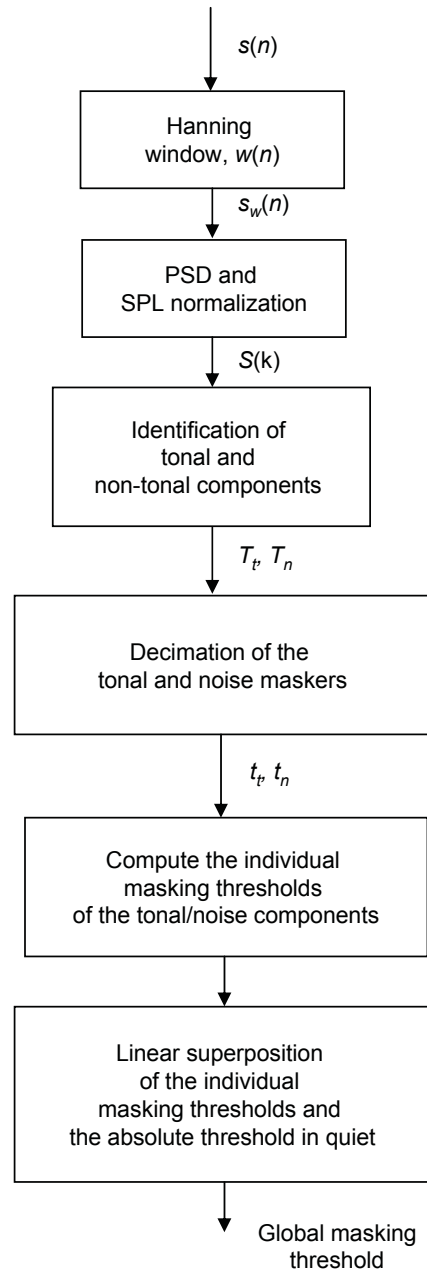 s(n)
Hanning
window, w(n)
s_w(n)
PSD and
SPL normalization
S(k)
Identification of
tonal and
non-tonal components
T_t, T_n
Decimation of the
tonal and noise maskers
t_t, t_n
Compute the individual
masking thresholds
of the tonal/noise components
Linear superposition
of the individual
masking thresholds and
the absolute threshold in quiet
Global masking
threshold